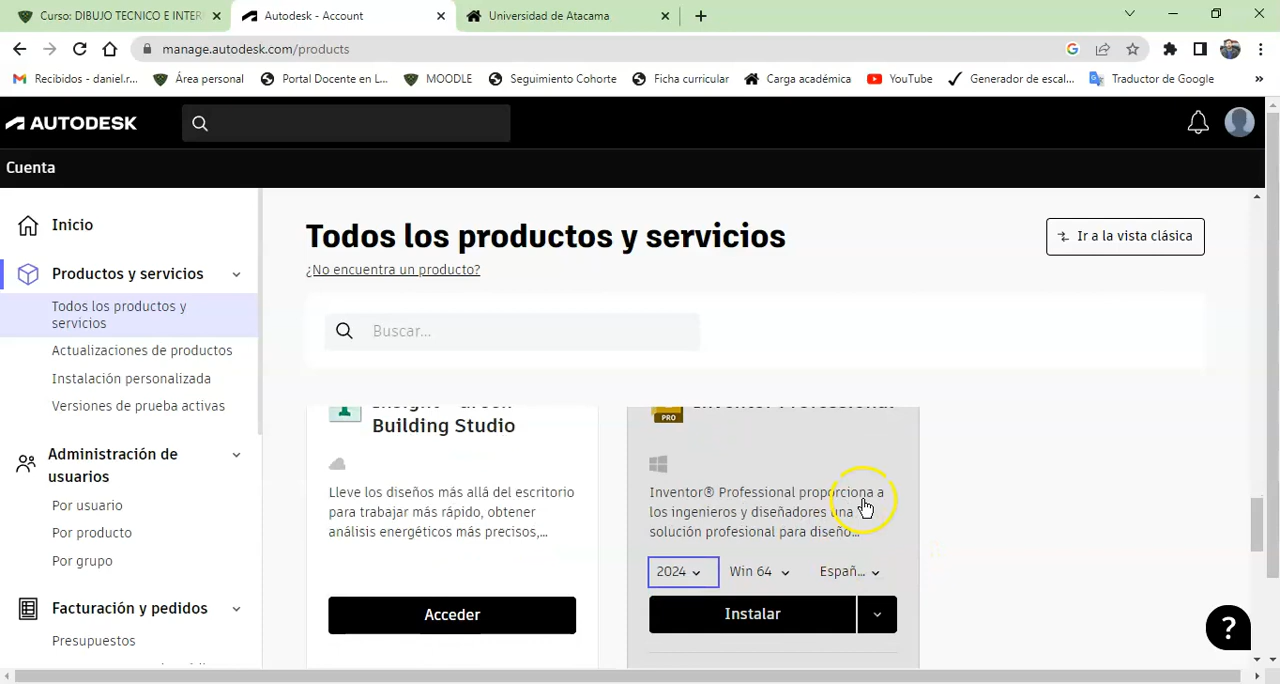 Curso: DIBUJO TECNICO E INTER
Autodesk - Account
Universidad de Atacama
manage.autodesk.com/products
Recibidos - daniel.r...
Área personal
Portal Docente en L...
MOODLE
Seguimiento Cohorte
Ficha curricular
Carga académica
YouTube
Generador de escal...
Traductor de Google
»
AUTODESK
Cuenta
Inicio
Productos y servicios
Todos los productos y
servicios
Actualizaciones de productos
Instalación personalizada
Versiones de prueba activas
Administración de
usuarios
Por usuario
Por producto
Por grupo
Facturación y pedidos
Presupuestos
Todos los productos y servicios
Ir a la vista clásica
¿No encuentra un producto?
Buscar...
Building Studio
Lleve los diseños más allá del escritorio
para trabajar más rápido, obtener
análisis energéticos más precisos,...
Acceder
Inventor Professional
PRO
Inventor® Professional proporciona a
los ingenieros y diseñadores una
solución profesional para diseño...
2024
Win 64
Españ...
Instalar
?